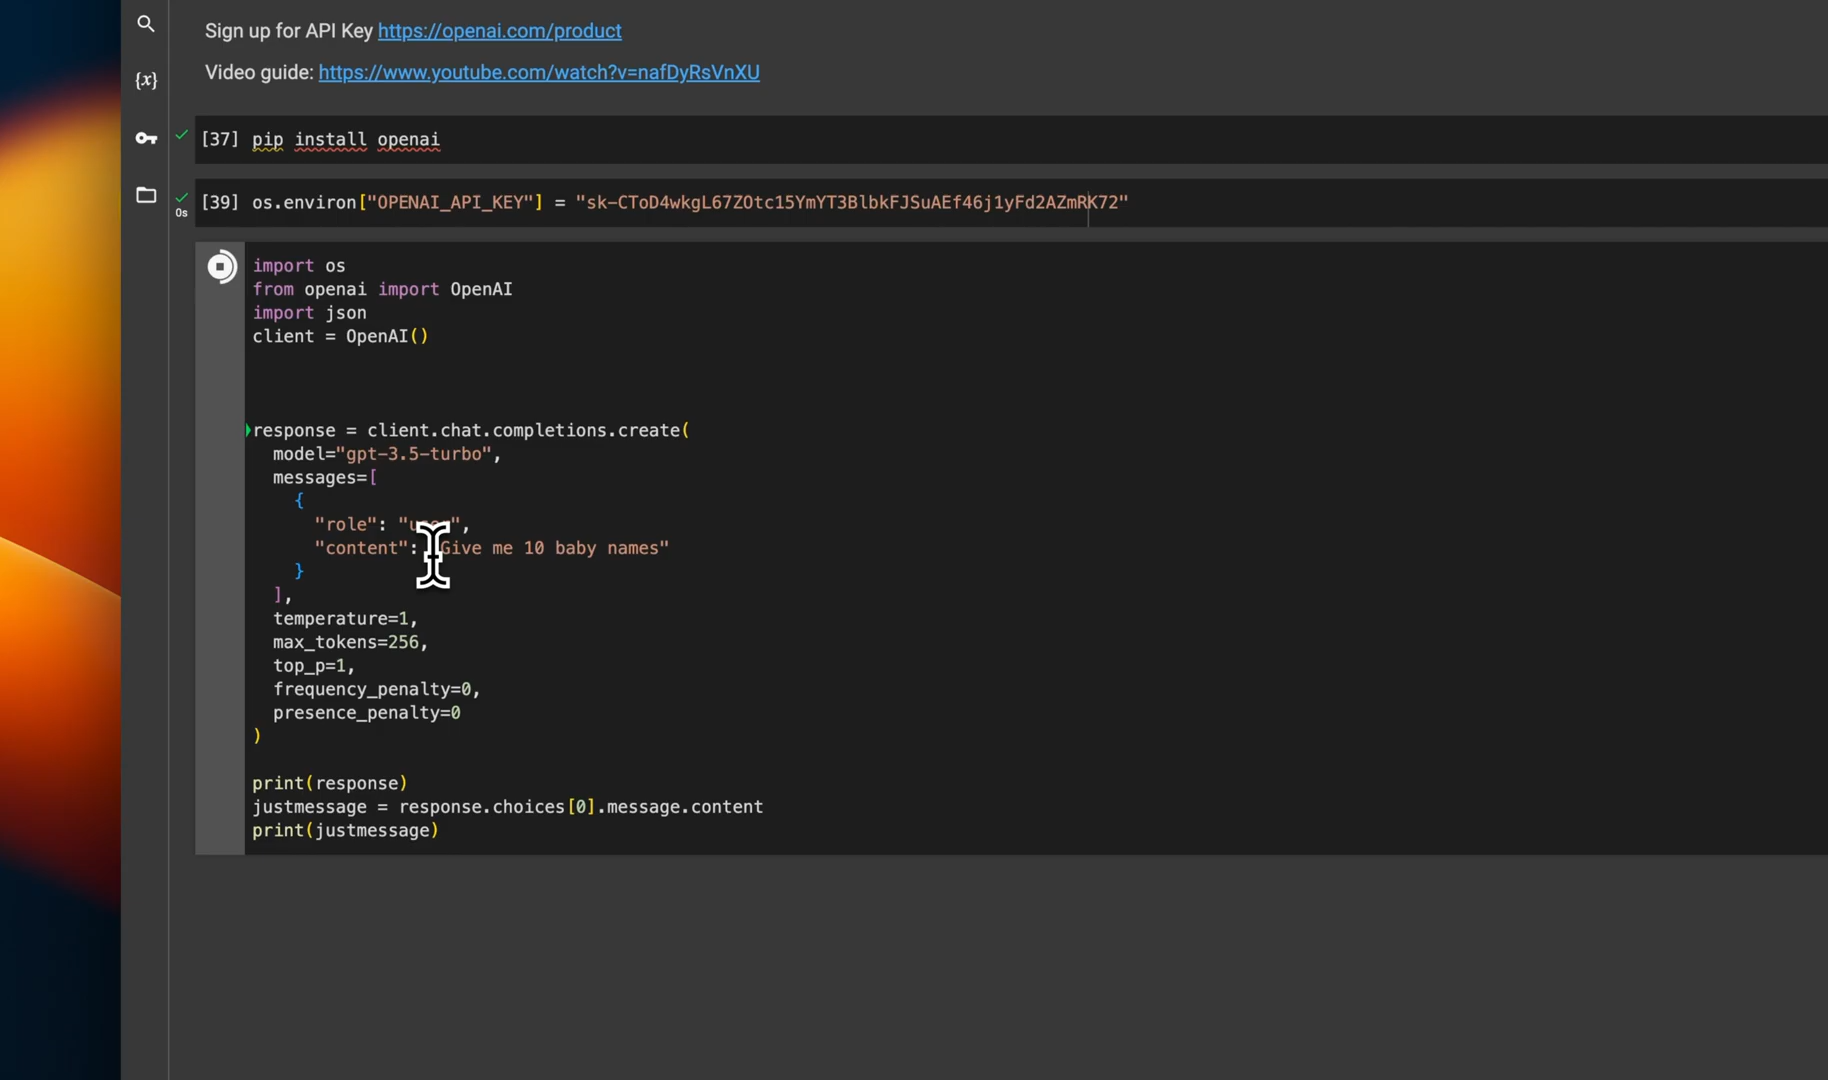 Sign up for API Key https://openai.com/product
Video guide: https://www.youtube.com/watch?v=nafDyRsVnXU
{x}
[37] pip install openai
0s
[39] os.environ["OPENAI_API_KEY"] = "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"
import os
from openai import OpenAI
import json
client = OpenAI()
response = client.chat.completions.create(
model="gpt-3.5-turbo",
messages=[
{
"role": "user",
"content": "Give me 10 baby names"
}
],
temperature=1,
max_tokens=256,
top_p=1,
frequency_penalty=0,
presence_penalty=0
)
print(response)
justmessage = response.choices[0].message.content
print(justmessage)